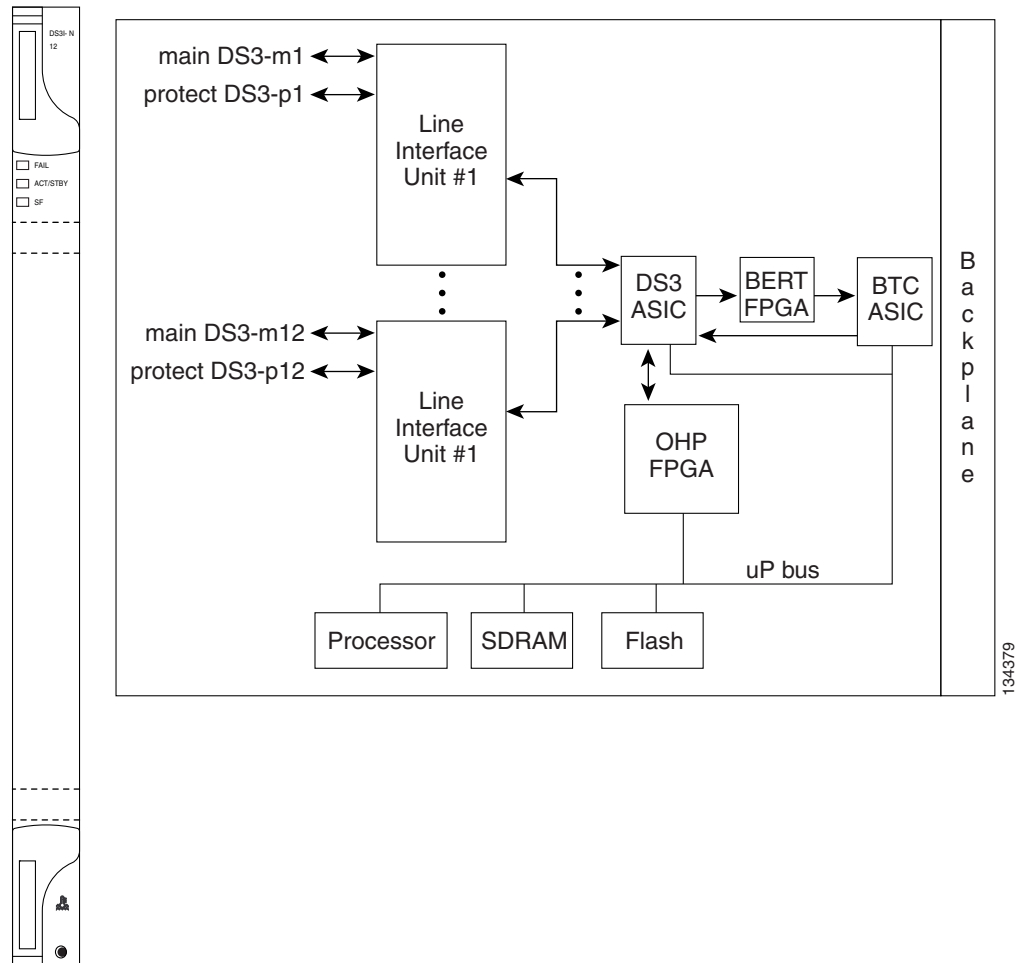 DS3I- N
12
FAIL
ACT/STBY
SF
main DS3-m1
protect DS3-p1
Line
Interface
Unit #1
main DS3-m12
protect DS3-p12
Line
Interface
Unit #1
DS3
ASIC
BERT
FPGA
BTC
ASIC
OHP
FPGA
uP bus
Processor
SDRAM
Flash
Backplane
134379